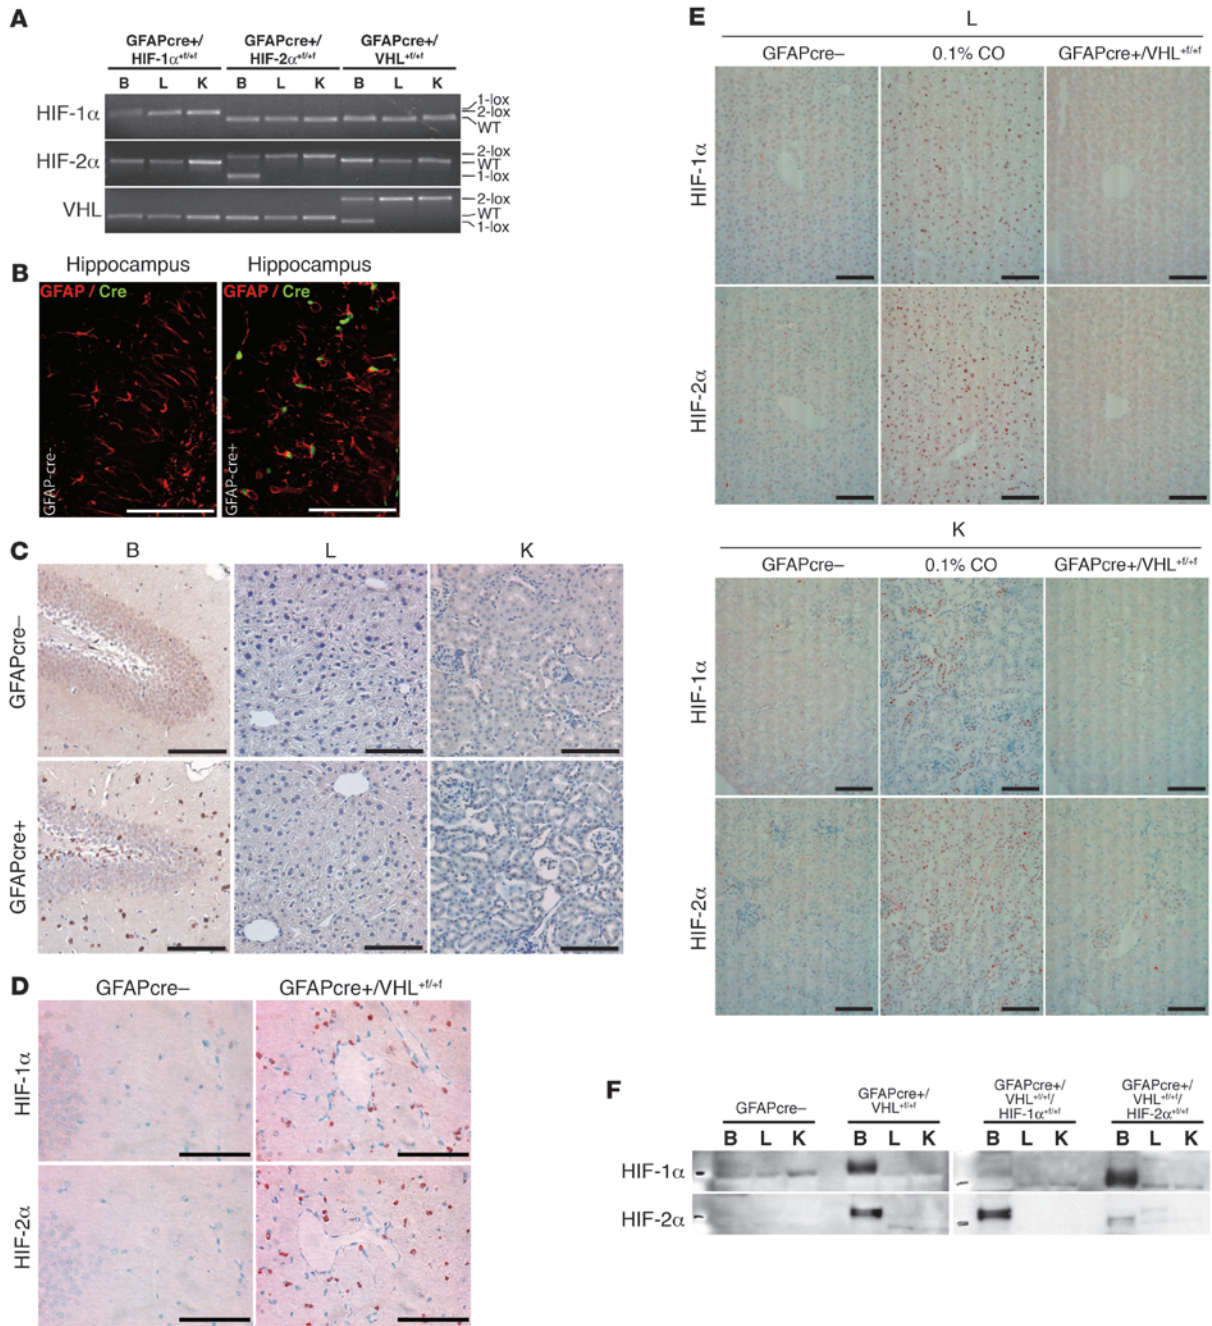 A
GFAPcre+/ GFAPcre+/ GFAPcre+/
HIF-1α+f/+f HIF-2α+f/+f VHL+f/+f
B L K B L K B L K
HIF-1α
1-lox
2-lox
WT
HIF-2α
2-lox
WT
1-lox
VHL
2-lox
WT
1-lox
B
Hippocampus Hippocampus
GFAP / Cre GFAP / Cre
GFAP-cre- GFAP-cre+
C
B L K
GFAPcre–
GFAPcre+
D
GFAPcre– GFAPcre+/VHL+f/+f
HIF-1α
HIF-2α
E
L
GFAPcre– 0.1% CO GFAPcre+/VHL+f/+f
HIF-1α
HIF-2α
K
GFAPcre– 0.1% CO GFAPcre+/VHL+f/+f
HIF-1α
HIF-2α
F
GFAPcre– GFAPcre+/ GFAPcre+/ GFAPcre+/
VHL+f/+f VHL+f/+f/ VHL+f/+f/
HIF-1α+f/+f HIF-2α+f/+f
B L K B L K B L K B L K
HIF-1α
HIF-2α